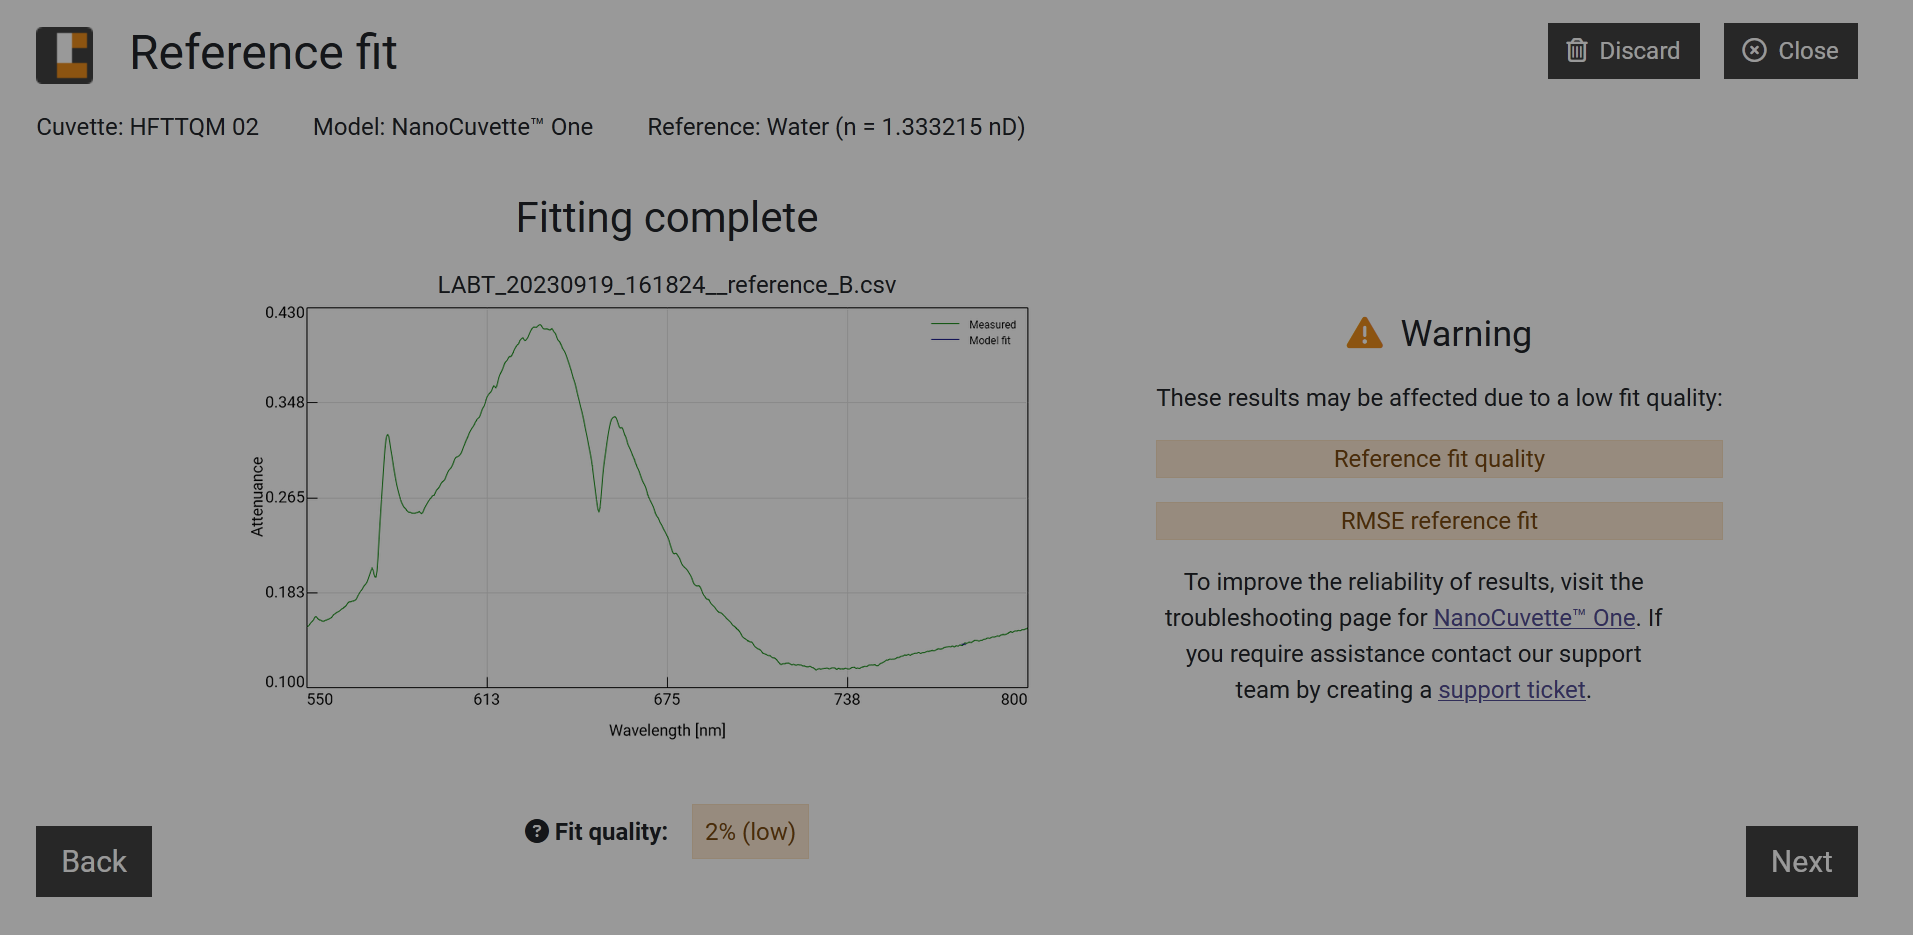 Reference fit
Discard
Close
Cuvette: HFTTQM 02
Model: NanoCuvette™ One
Reference: Water (n = 1.333215 nD)
Fitting complete
LABT_20230919_161824__reference_B.csv
0.430
0.348
0.265
0.183
0.100
Attenuance
Measured
Model fit
550
613
675
738
800
Wavelength [nm]
Warning
These results may be affected due to a low fit quality:
Reference fit quality
RMSE reference fit
To improve the reliability of results, visit the
troubleshooting page for NanoCuvette™ One. If
you require assistance contact our support
team by creating a support ticket.
? Fit quality:
2% (low)
Back
Next